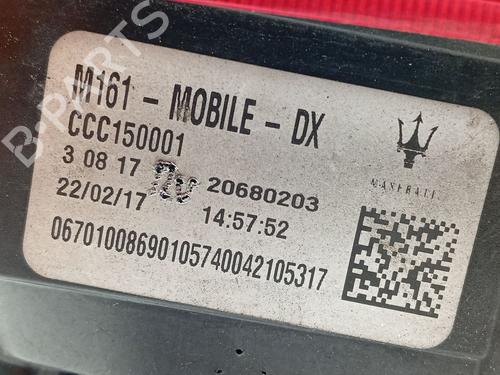 M161 - MOBILE - DX
CCC150001
3 08 17
20680203
22/02/17
14:57:52
MASERATI
067010086901057400421053​17
B-PARTS